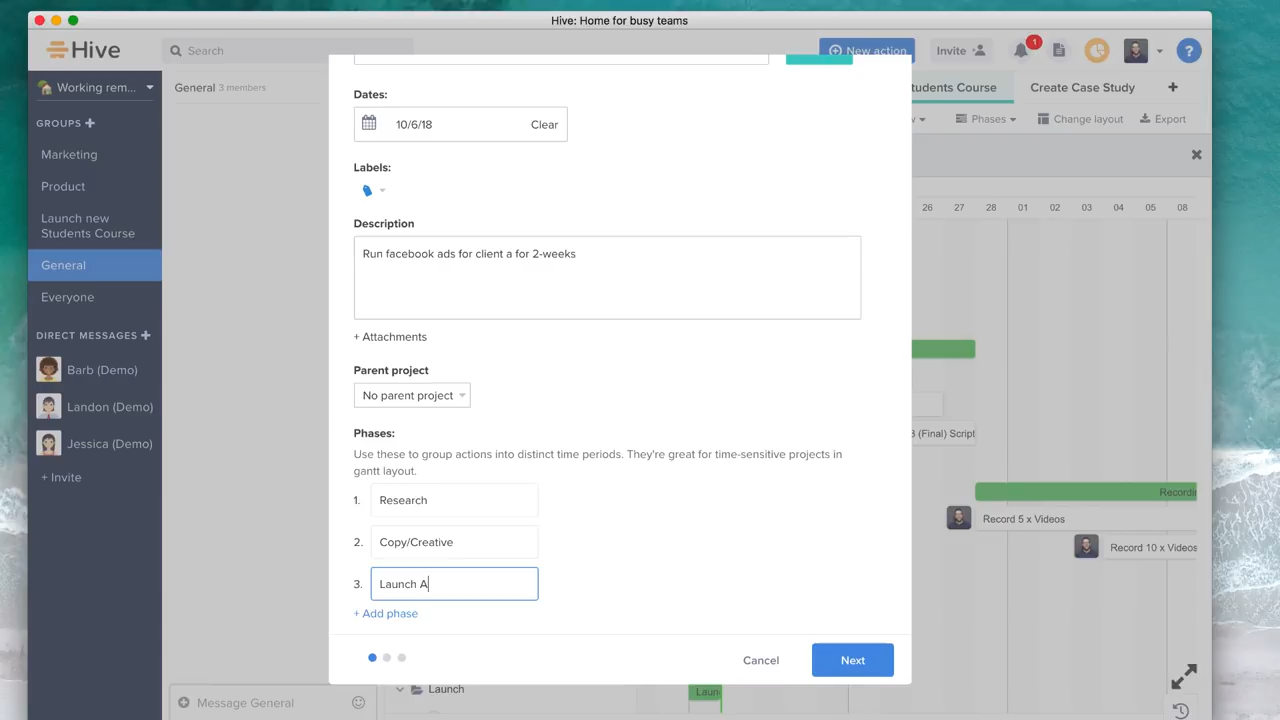 Hive: Home for busy teams
Hive
Search
New action
Invite
1
?
Working rem...
General 3 members
tudents Course
Create Case Study
+
GROUPS +
w
Phases
Change layout
Export
Marketing
Product
Launch new
Students Course
General
Everyone
DIRECT MESSAGES +
Barb (Demo)
Landon (Demo)
Jessica (Demo)
+ Invite
Dates:
10/6/18 Clear
Labels:
Description
Run facebook ads for client a for 2-weeks
+ Attachments
Parent project
No parent project
Phases:
Use these to group actions into distinct time periods. They're great for time-sensitive projects in
gantt layout.
1. Research
2. Copy/Creative
3. Launch A
+ Add phase
Cancel
Next
26 27 28 01 02 03 04 05 08
3 (Final) Script
Recordin
Record 5 x Videos
Record 10 x Videos
Message General
Launch
Laun